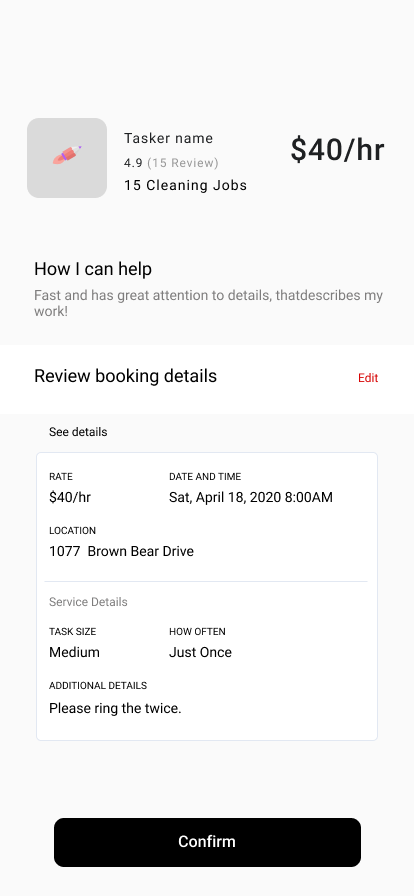 Tasker name
$40/hr
4.9 (15 Review)
15 Cleaning Jobs
How I can help
Fast and has great attention to details, thatdescribes my
work!
Review booking details
Edit
See details
RATE
DATE AND TIME
$40/hr
Sat, April 18, 2020 8:00AM
LOCATION
1077 Brown Bear Drive
Service Details
TASK SIZE
HOW OFTEN
Medium
Just Once
ADDITIONAL DETAILS
Please ring the twice.
Confirm